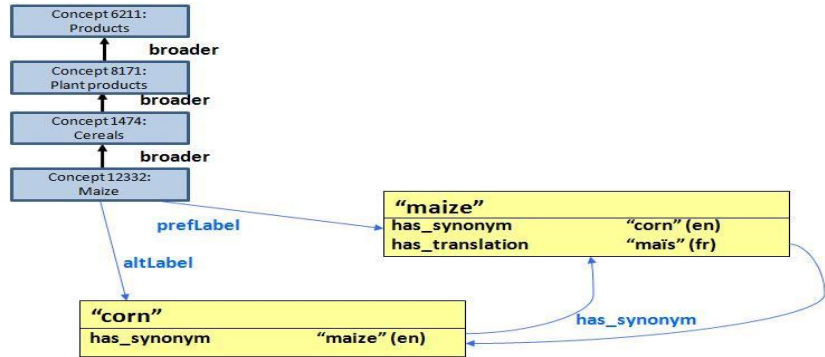 Concept 6211:
Products
broader
Concept 8171:
Plant products
broader
Concept 1474:
Cereals
broader
Concept 12332:
Maize
prefLabel
altLabel
“maize”
has_synonym “corn” (en)
has_translation “maïs” (fr)
“corn”
has_synonym “maize” (en)
has_synonym